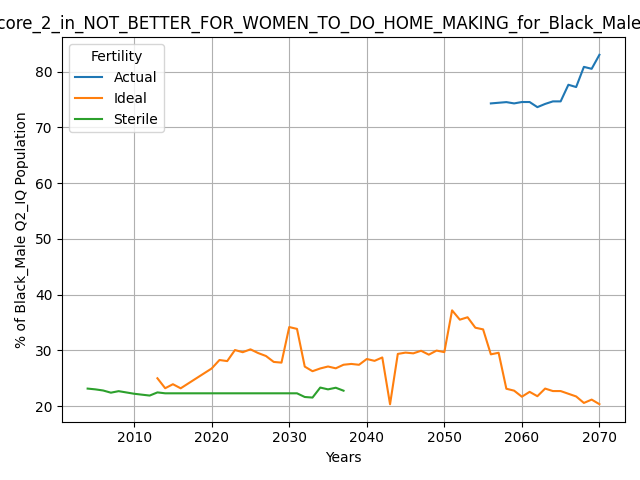 core_2_in_NOT_BETTER_FOR_WOMEN_TO_DO_HOME_MAKING_for_Black_Male
Fertility
Actual
Ideal
Sterile
% of Black_Male Q2_IQ Population
80
70
60
50
40
30
20
2010 2020 2030 2040 2050 2060 2070
Years